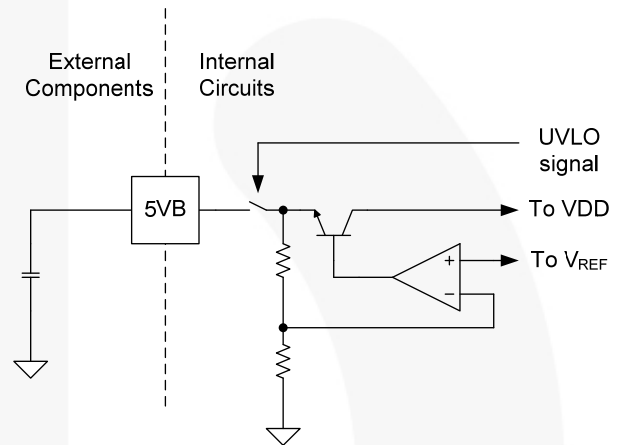 External
Components
Internal
Circuits
UVLO
signal
5VB
To VDD
+
To VREF
−